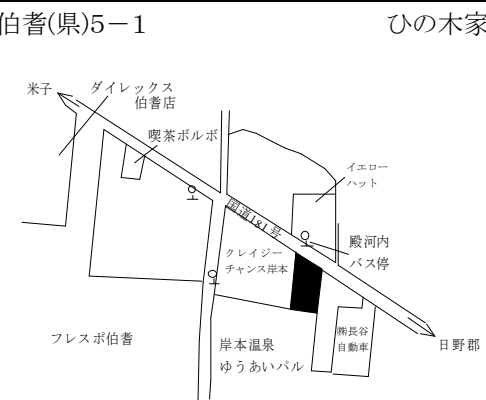 伯耆(県)5－1
ひの木家
米子
ダイレックス
伯耆店
喫茶ボルボ
イエロー
ハット
国道181号
殿河内
バス停
クレイジー
チャンス岸本
㈱長谷
自動車
フレスポ伯耆
岸本温泉
ゆうあいパル
日野郡